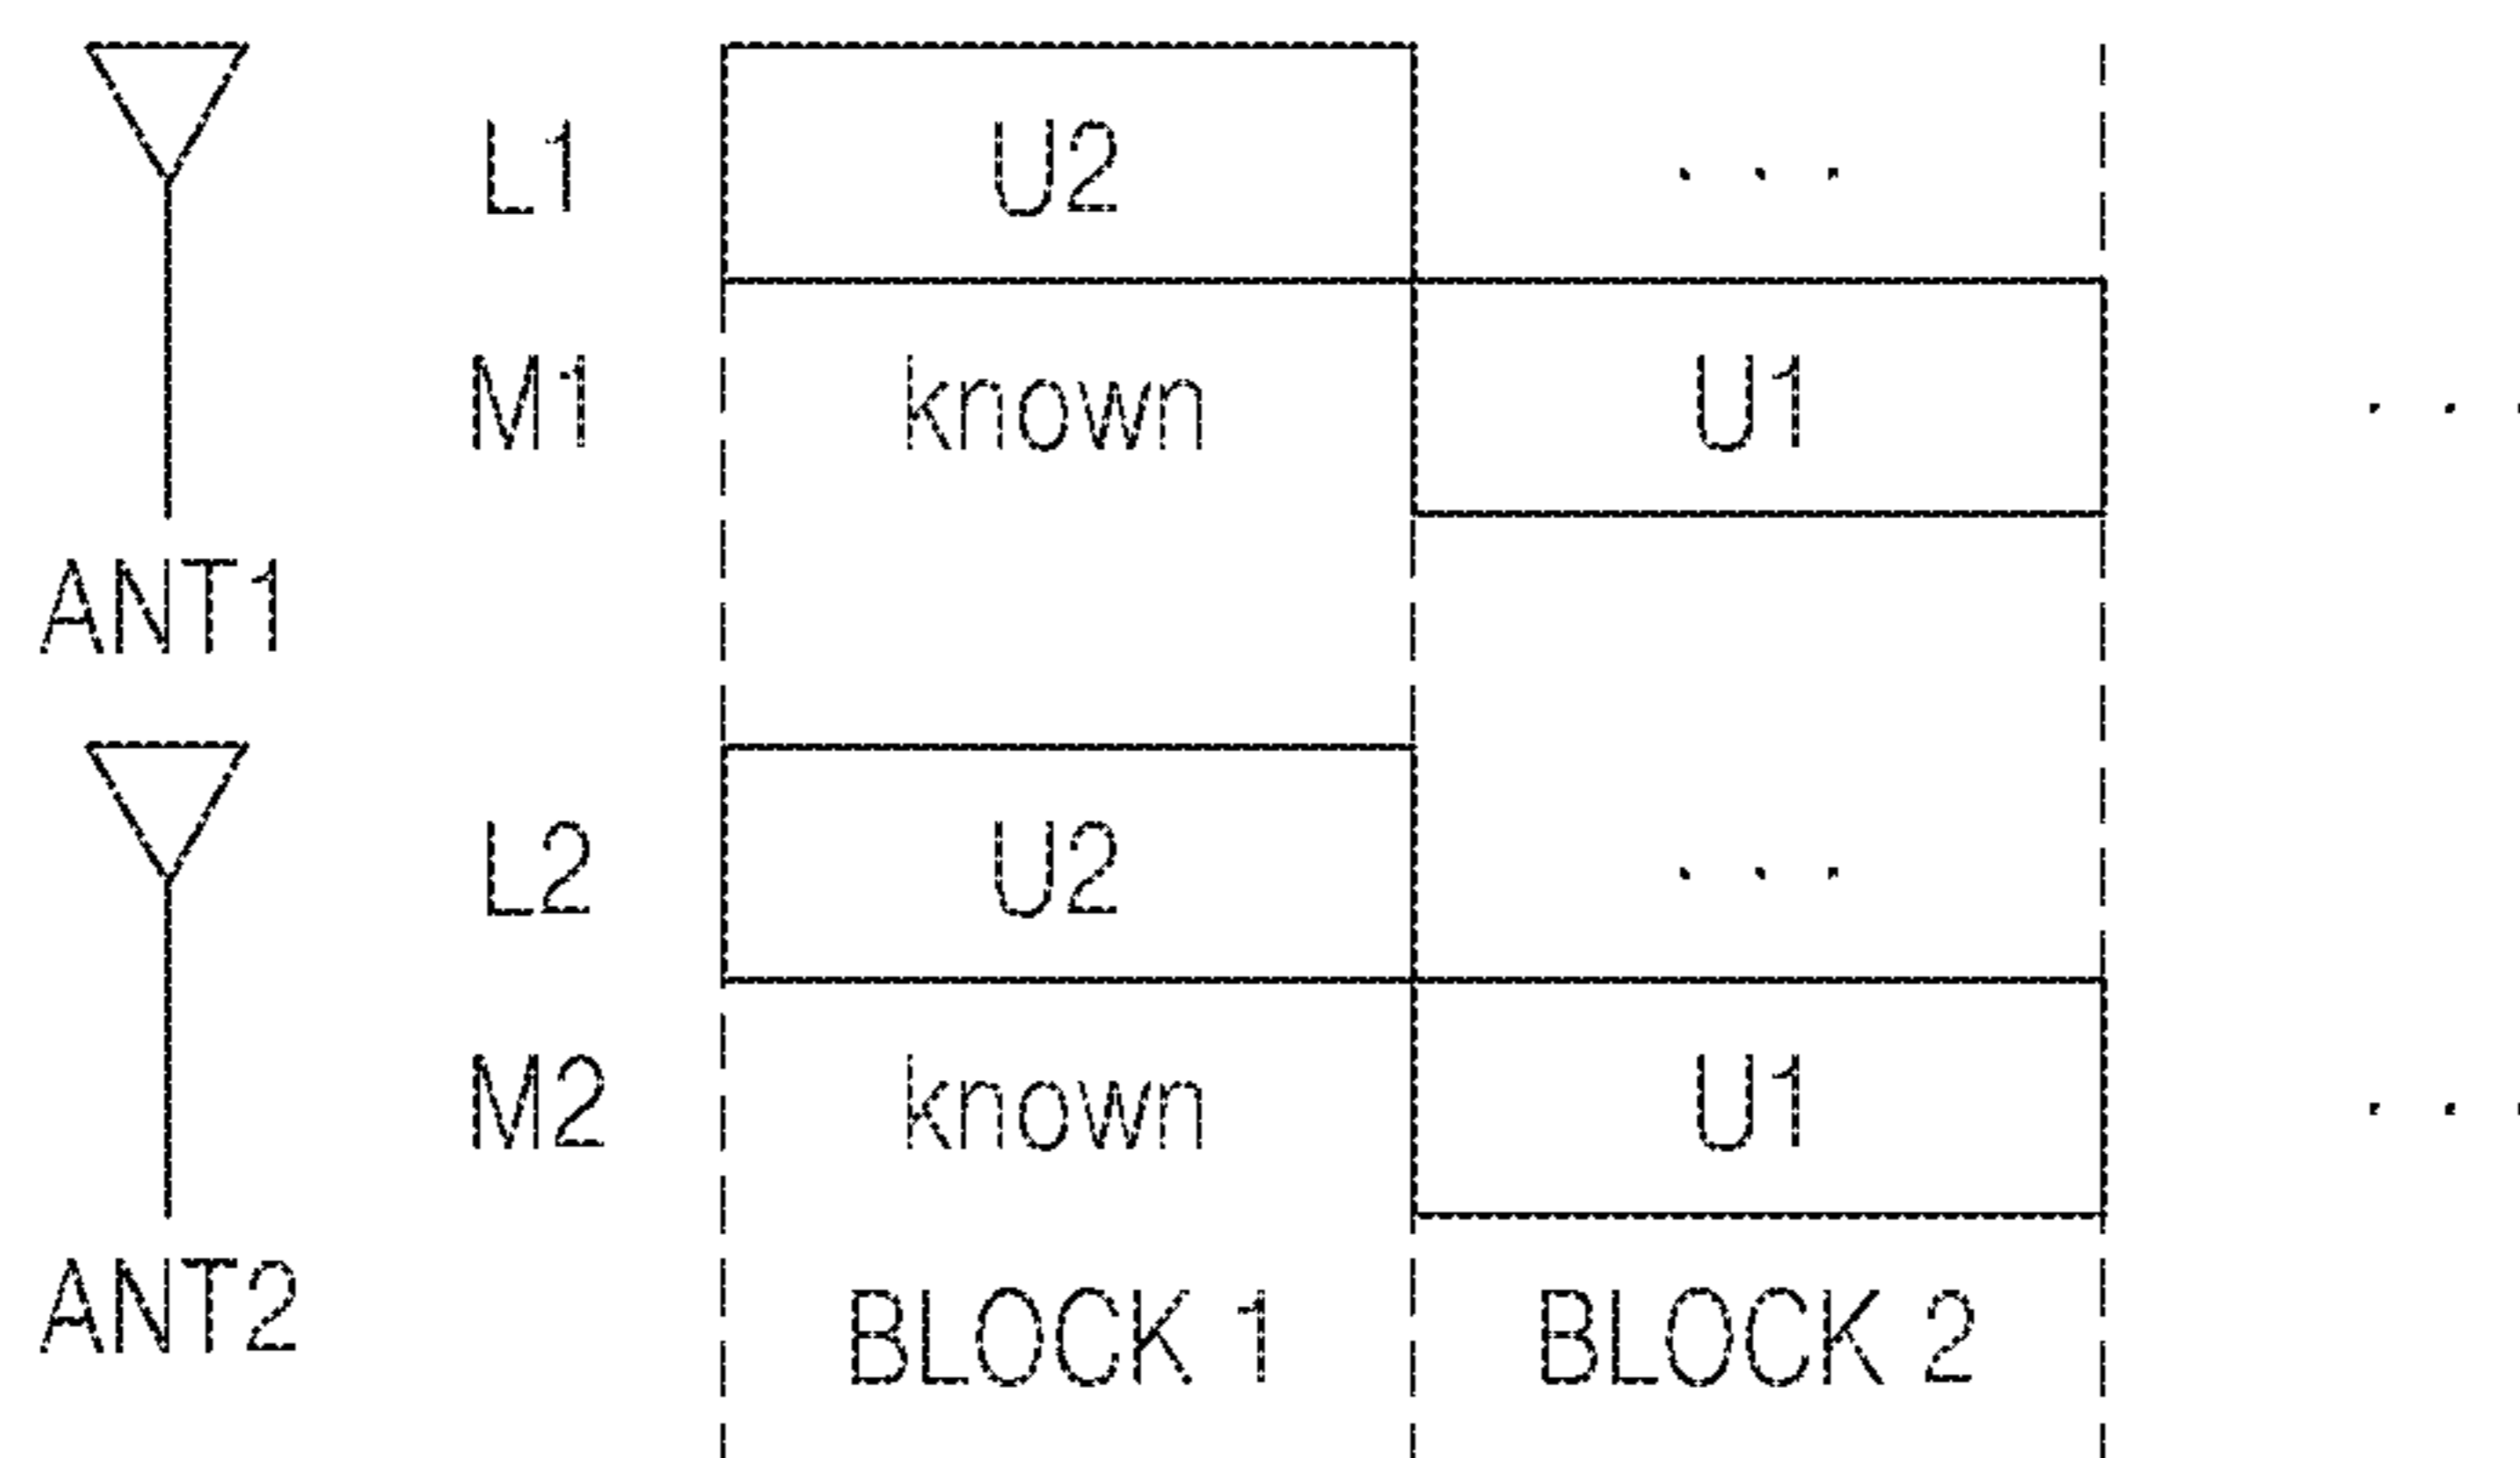 L1 U2 . . .
M1 known U1 . . .
ANT1
L2 U2 . . .
M2 known U1 . . .
ANT2 BLOCK 1 BLOCK 2